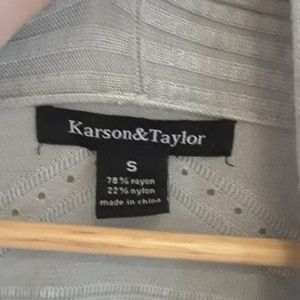 Karson&Taylor
S
78% rayon
22% nylon
made in china